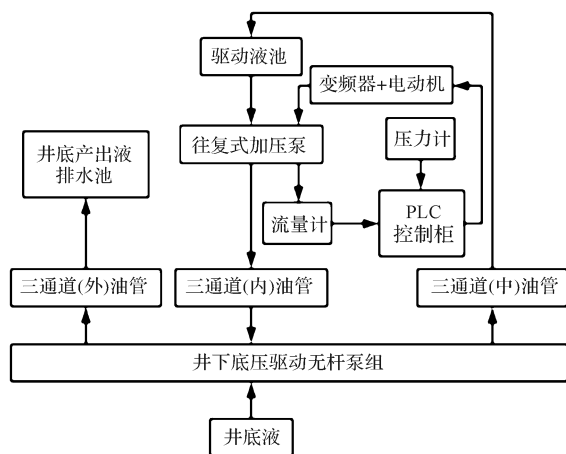 驱动液池
变频器+电动机
井底产出液
排水池
往复式加压泵
压力计
流量计
PLC
控制柜
三通道(外)油管
三通道(内)油管
三通道(中)油管
井下底压驱动无杆泵组
井底液